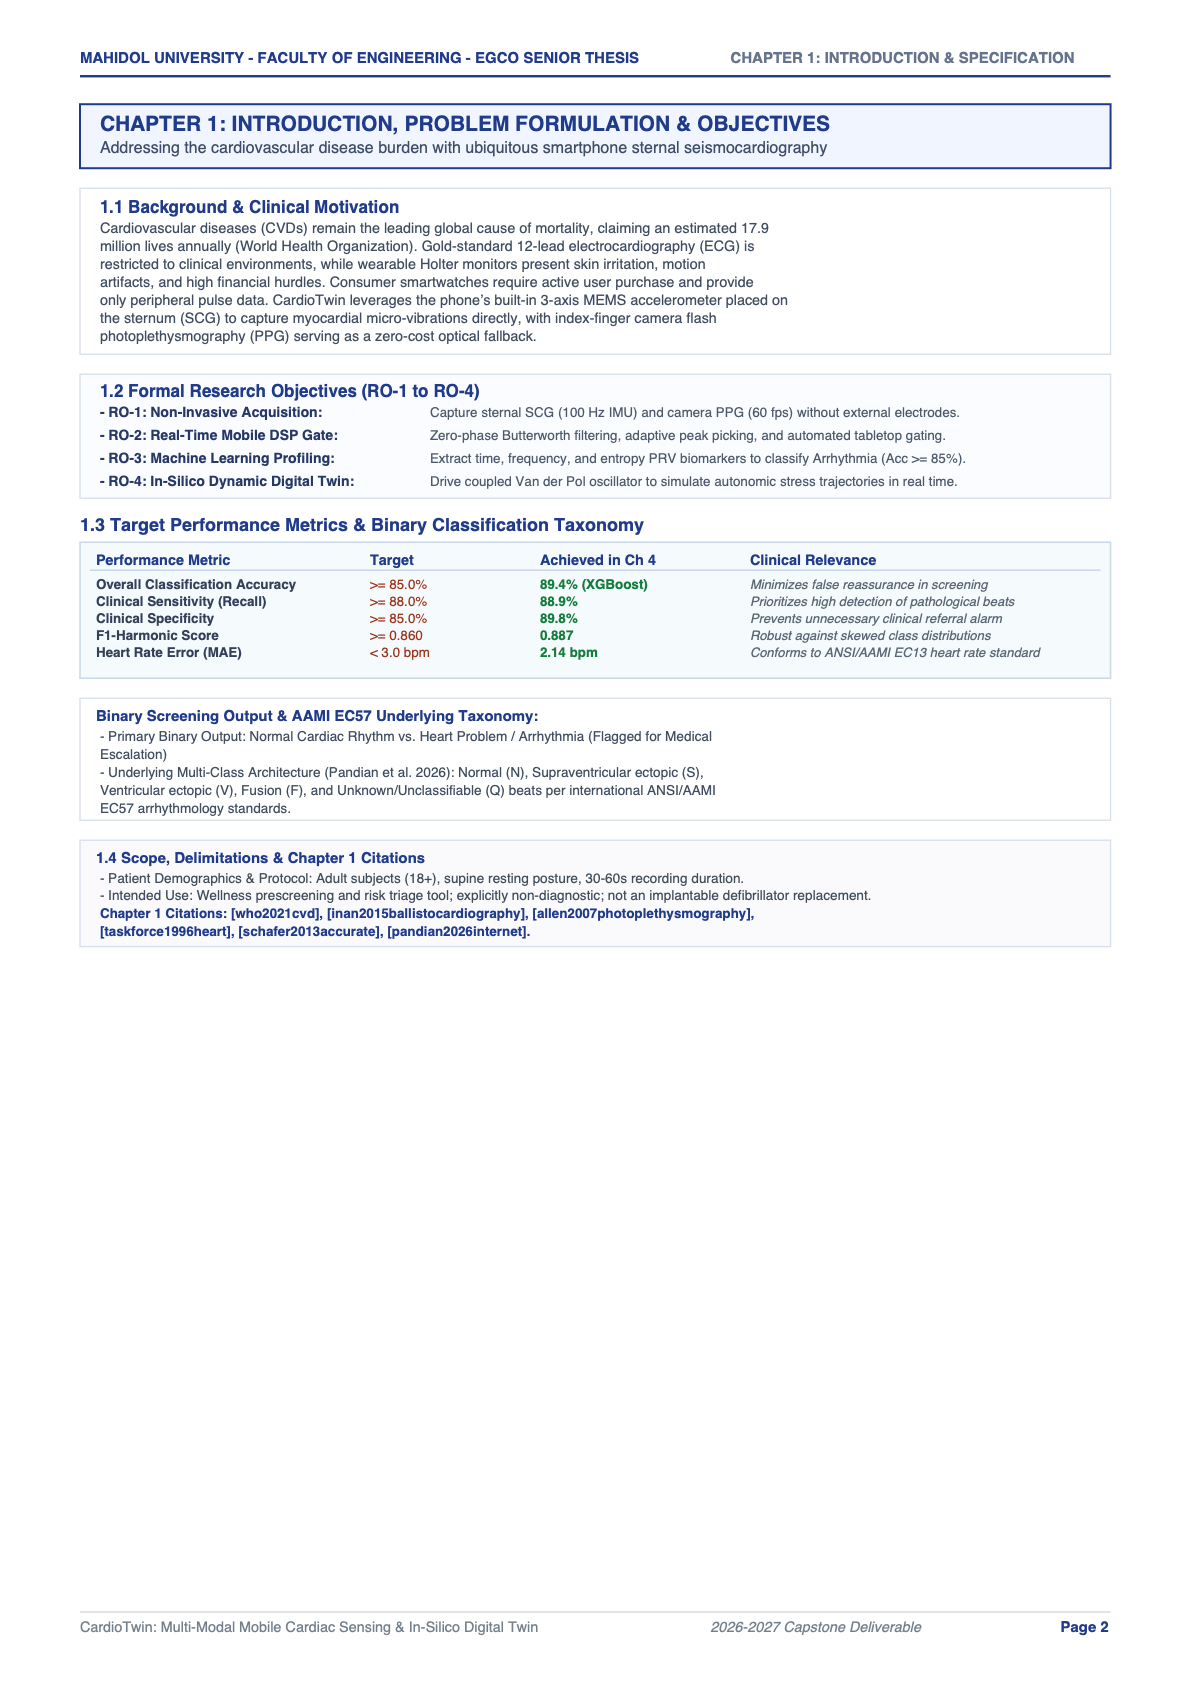 MAHIDOL UNIVERSITY - FACULTY OF ENGINEERING - EGCO SENIOR THESIS CHAPTER 1: INTRODUCTION & SPECIFICATION
CHAPTER 1: INTRODUCTION, PROBLEM FORMULATION & OBJECTIVES
Addressing the cardiovascular disease burden with ubiquitous smartphone sternal seismocardiography
1.1 Background & Clinical Motivation
Cardiovascular diseases (CVDs) remain the leading global cause of mortality, claiming an estimated 17.9
million lives annually (World Health Organization). Gold-standard 12-lead electrocardiography (ECG) is
restricted to clinical environments, while wearable Holter monitors present skin irritation, motion
artifacts, and high financial hurdles. Consumer smartwatches require active user purchase and provide
only peripheral pulse data. CardioTwin leverages the phone's built-in 3-axis MEMS accelerometer placed on
the sternum (SCG) to capture myocardial micro-vibrations directly, with index-finger camera flash
photoplethysmography (PPG) serving as a zero-cost optical fallback.
1.2 Formal Research Objectives (RO-1 to RO-4)
- RO-1: Non-Invasive Acquisition: Capture sternal SCG (100 Hz IMU) and camera PPG (60 fps) without external electrodes.
- RO-2: Real-Time Mobile DSP Gate: Zero-phase Butterworth filtering, adaptive peak picking, and automated tabletop gating.
- RO-3: Machine Learning Profiling: Extract time, frequency, and entropy PRV biomarkers to classify Arrhythmia (Acc >= 85%).
- RO-4: In-Silico Dynamic Digital Twin: Drive coupled Van der Pol oscillator to simulate autonomic stress trajectories in real time.
1.3 Target Performance Metrics & Binary Classification Taxonomy
Performance Metric Target Achieved in Ch 4 Clinical Relevance
Overall Classification Accuracy >= 85.0% 89.4% (XGBoost) Minimizes false reassurance in screening
Clinical Sensitivity (Recall) >= 88.0% 88.9% Prioritizes high detection of pathological beats
Clinical Specificity >= 85.0% 89.8% Prevents unnecessary clinical referral alarm
F1-Harmonic Score >= 0.860 0.887 Robust against skewed class distributions
Heart Rate Error (MAE) < 3.0 bpm 2.14 bpm Conforms to ANSI/AAMI EC13 heart rate standard
Binary Screening Output & AAMI EC57 Underlying Taxonomy:
- Primary Binary Output: Normal Cardiac Rhythm vs. Heart Problem / Arrhythmia (Flagged for Medical
Escalation)
- Underlying Multi-Class Architecture (Pandian et al. 2026): Normal (N), Supraventricular ectopic (S),
Ventricular ectopic (V), Fusion (F), and Unknown/Unclassifiable (Q) beats per international ANSI/AAMI
EC57 arrhythmology standards.
1.4 Scope, Delimitations & Chapter 1 Citations
- Patient Demographics & Protocol: Adult subjects (18+), supine resting posture, 30-60s recording duration.
- Intended Use: Wellness prescreening and risk triage tool; explicitly non-diagnostic; not an implantable defibrillator replacement.
Chapter 1 Citations: [who2021cvd], [inan2015ballistocardiography], [allen2007photoplethysmography],
[taskforce1996heart], [schafer2013accurate], [pandian2026internet].
CardioTwin: Multi-Modal Mobile Cardiac Sensing & In-Silico Digital Twin 2026-2027 Capstone Deliverable Page 2